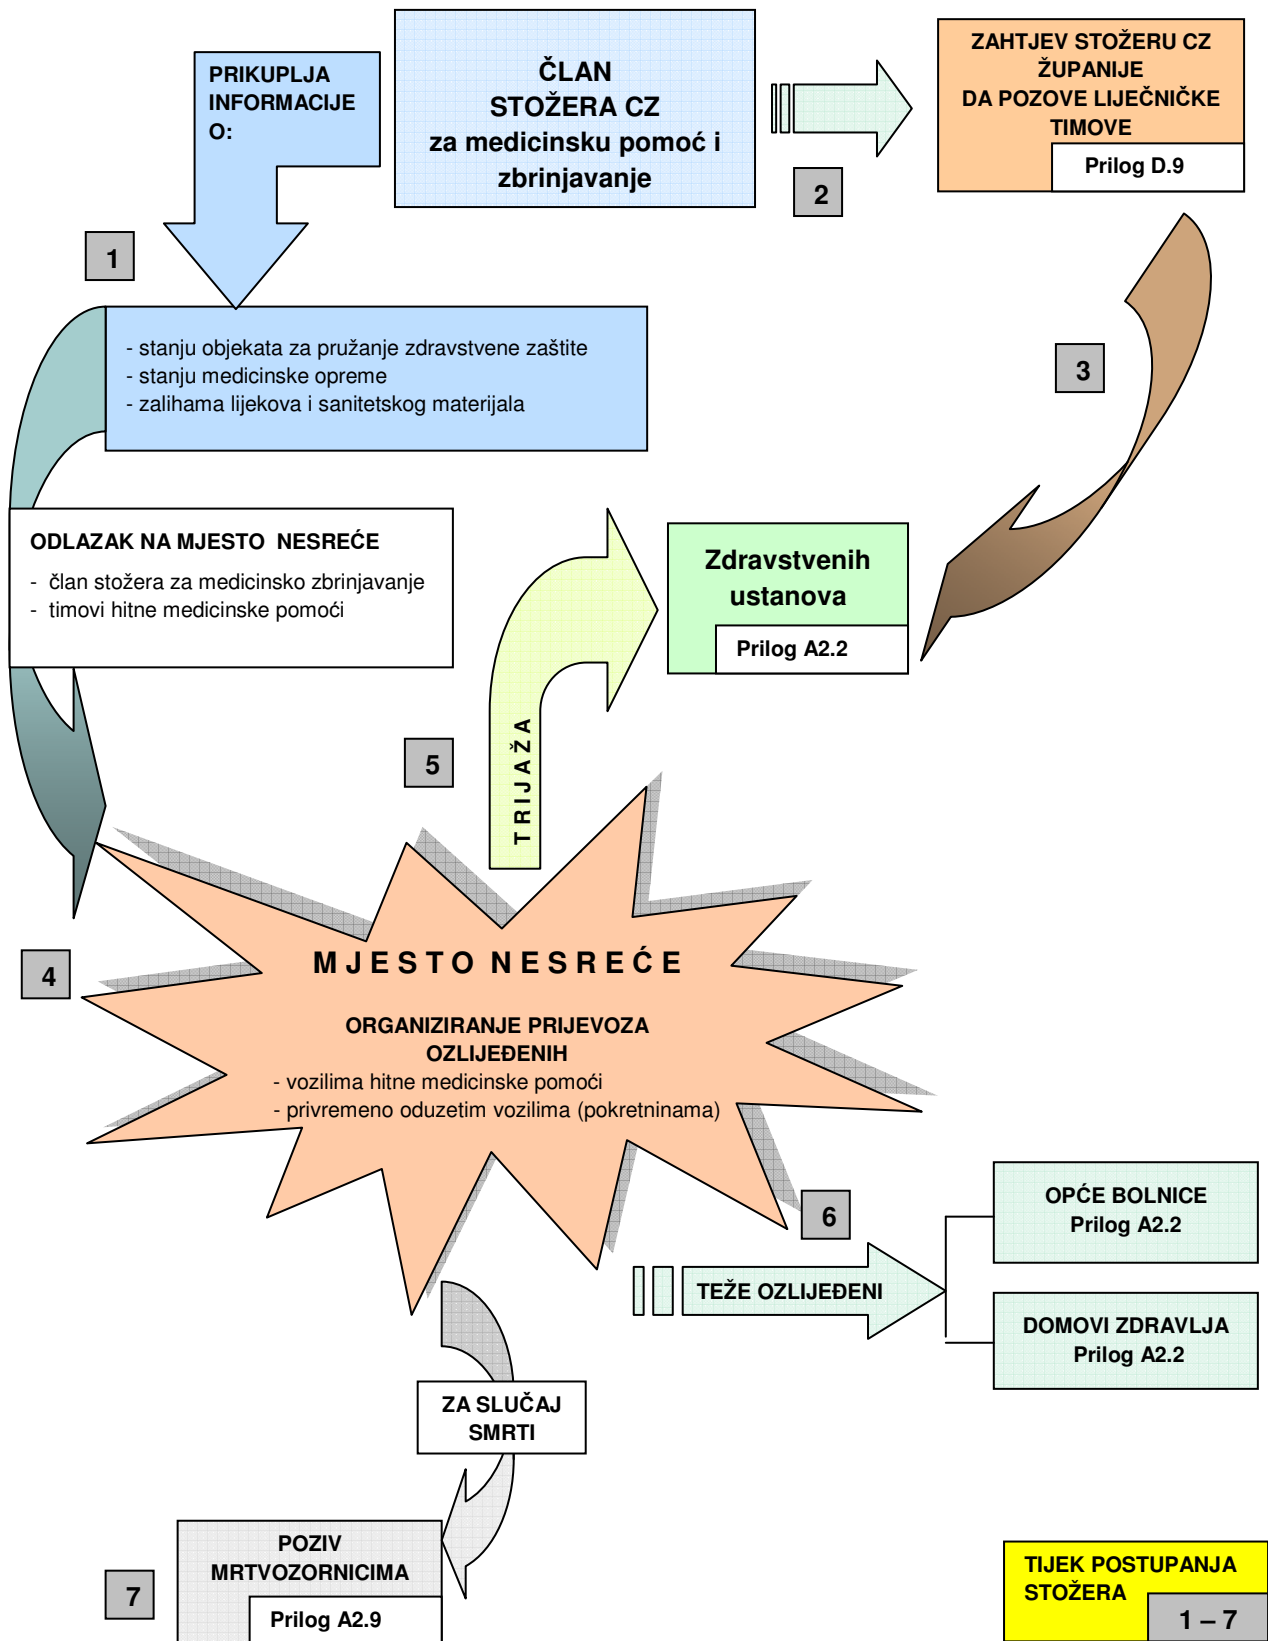 PRIKUPLJA
INFORMACIJE
O:
ČLAN
STOŽERA CZ
za medicinsku pomoć i
zbrinjavanje
ZAHTJEV STOŽERU CZ
ŽUPANIJE
DA POZOVE LIJEČNIČKE
TIMOVE
Prilog D.9
2
1
- stanju objekata za pružanje zdravstvene zaštite
- stanju medicinske opreme
- zalihama lijekova i sanitetskog materijala
3
ODLAZAK NA MJESTO NESREĆE
- član stožera za medicinsko zbrinjavanje
- timovi hitne medicinske pomoći
Zdravstvenih
ustanova
Prilog A2.2
5
TRIJAŽA
4
MJESTO NESREĆE
ORGANIZIRANJE PRIJEVOZA
OZLIJEĐENIH
- vozilima hitne medicinske pomoći
- privremeno oduzetim vozilima (pokretninama)
6
TEŽE OZLIJEĐENI
OPĆE BOLNICE
Prilog A2.2
DOMOVI ZDRAVLJA
Prilog A2.2
ZA SLUČAJ
SMRTI
7
POZIV
MRTVOZORNICIMA
Prilog A2.9
TIJEK POSTUPANJA
STOŽERA
1 – 7